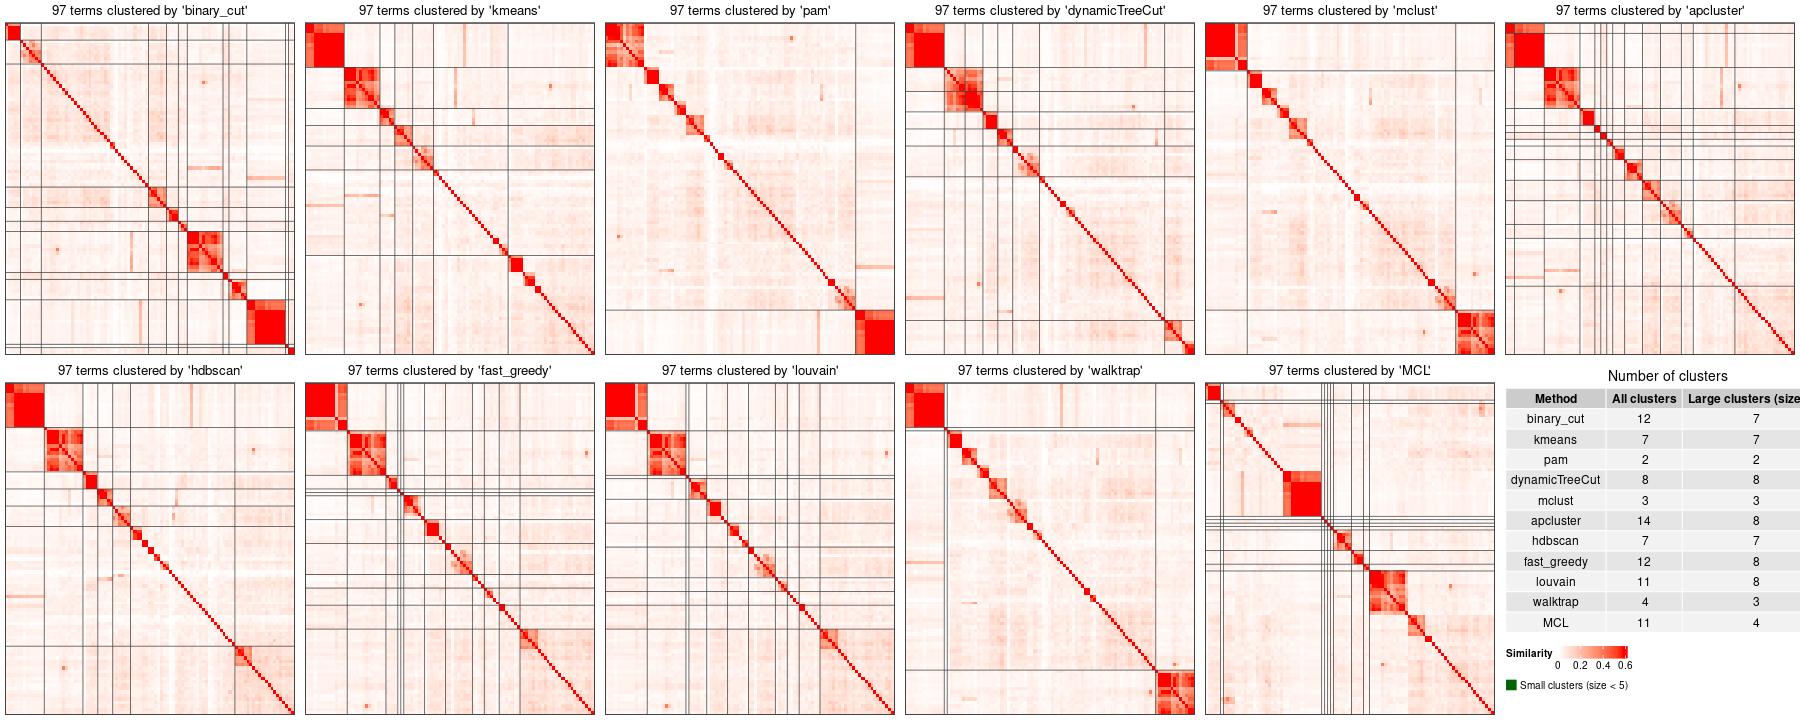 97 terms clustered by 'binary_cut'
97 terms clustered by 'kmeans'
97 terms clustered by 'pam'
97 terms clustered by 'dynamicTreeCut'
97 terms clustered by 'mclust'
97 terms clustered by 'apcluster'
97 terms clustered by 'hdbscan'
97 terms clustered by 'fast_greedy'
97 terms clustered by 'louvain'
97 terms clustered by 'walktrap'
97 terms clustered by 'MCL'
Number of clusters
Method All clusters Large clusters (size
binary_cut 12 7
kmeans 7 7
pam 2 2
dynamicTreeCut 8 8
mclust 3 3
apcluster 14 8
hdbscan 7 7
fast_greedy 12 8
louvain 11 8
walktrap 4 3
MCL 11 4
Similarity
0 0.2 0.4 0.6
Small clusters (size < 5)